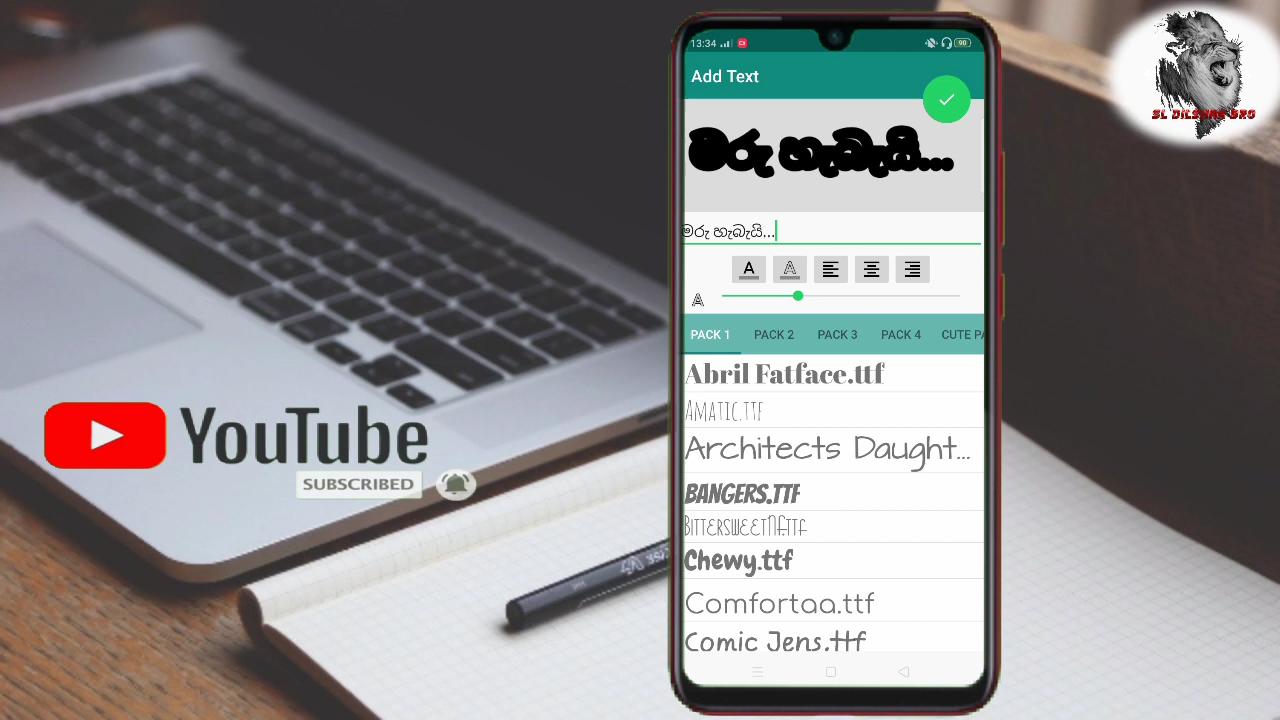 13:34
90
Add Text
SL DILSHAN BRO
මරු හැබැයි...
මරු හැබැයි...
A A
A
PACK 1 PACK 2 PACK 3 PACK 4 CUTE PA
Abril Fatface.ttf
Amatic.ttf
Architects Daught...
BANGERS.TTF
BittersweetNF.ttf
Chewy.ttf
Comfortaa.ttf
Comic Jens.ttf
YouTube
SUBSCRIBED